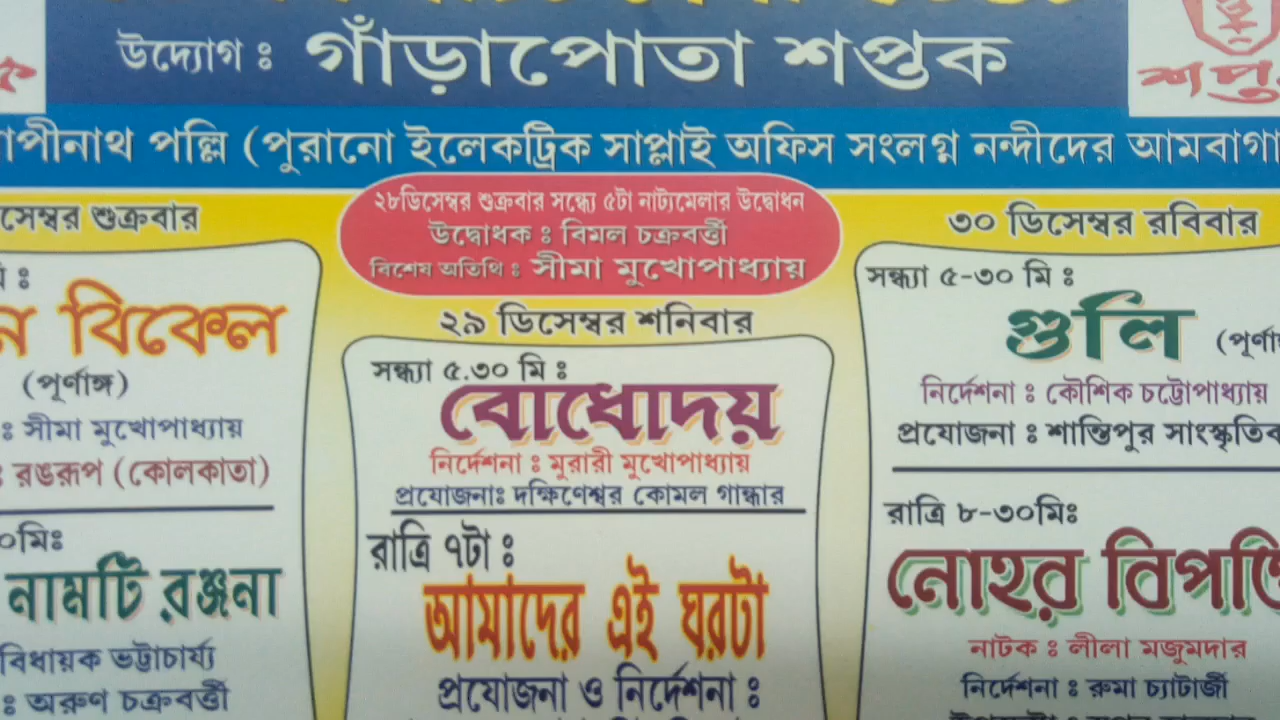 উদ্যোগ : গাঁড়াপোতা শপ্তক
পীনাথ পল্লি (পুরানো ইলেকট্রিক সাপ্লাই অফিস সংলগ্ন নন্দীদের আমবাগা
২৮ডিসেম্বর শুক্রবার সন্ধ্যে ৫টা নাট্যমেলার উদ্বোধন
উদ্বোধক : বিমল চক্রবর্ত্তী
বিশেষ অতিথি : সীমা মুখোপাধ্যায়
সেম্বর শুক্রবার
বিকেল
(পূর্ণাঙ্গ)
: সীমা মুখোপাধ্যায়
: রঙরূপ (কোলকাতা)
০মিঃ
নামটি রঞ্জনা
বিধায়ক ভট্টাচার্য্য
: অরুণ চক্রবর্ত্তী
২৯ ডিসেম্বর শনিবার
সন্ধ্যা ৫.৩০ মি :
বোধোদয়
নির্দেশনা : মুরারী মুখোপাধ্যায়
প্রযোজনাঃ দক্ষিণেশ্বর কোমল গান্ধার
রাত্রি ৭টা :
আমাদের এই ঘরটা
প্রযোজনা ও নির্দেশনা :
৩০ ডিসেম্বর রবিবার
সন্ধ্যা ৫-৩০ মি :
গুলি (পূর্ণা
নির্দেশনা : কৌশিক চট্টোপাধ্যায়
প্রযোজনা : শান্তিপুর সাংস্কৃতিক
রাত্রি ৮-৩০মিঃ
নোহর বিপত্তি
নাটক : লীলা মজুমদার
নির্দেশনা : রুমা চ্যাটার্জী